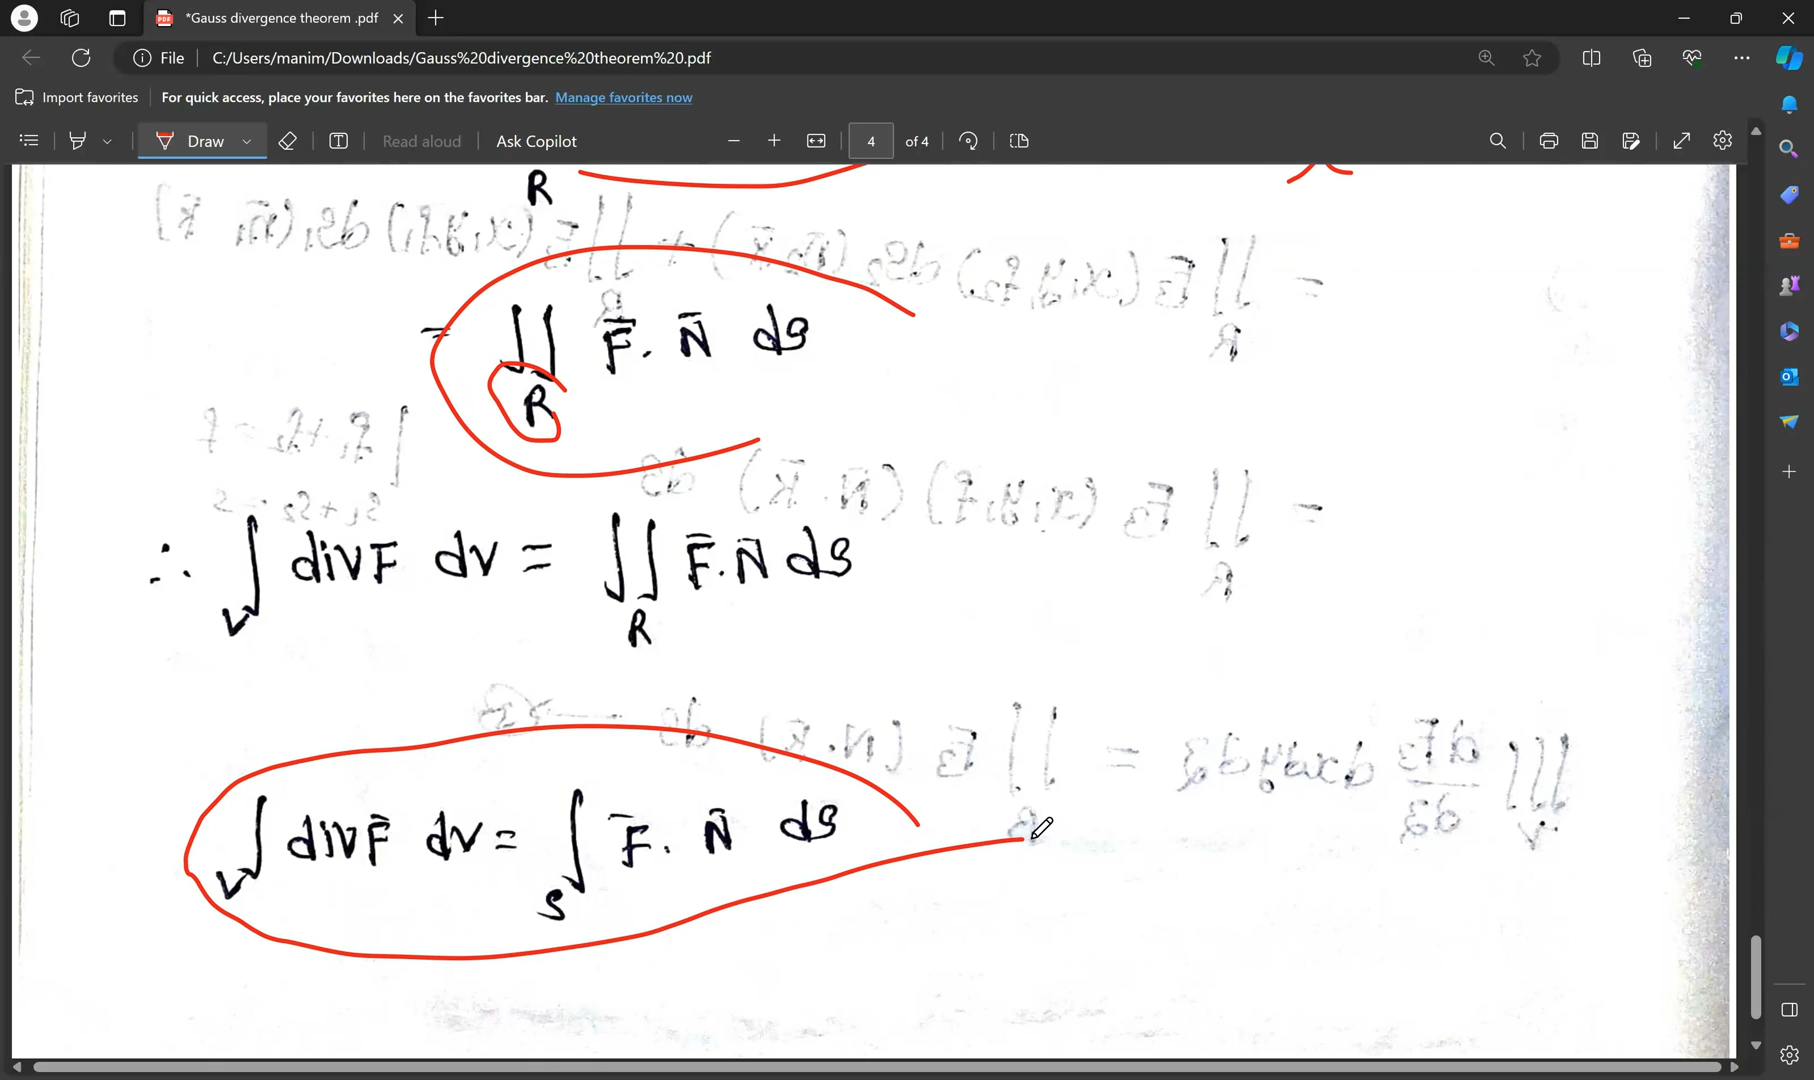 *Gauss divergence theorem .pdf
File C:/Users/manim/Downloads/Gauss%20divergence%20theorem%20.pdf
Import favorites For quick access, place your favorites here on the favorites bar. Manage favorites now
Draw Read aloud Ask Copilot 4 of 4
R
= ∬ F̄ . N̄ ds
R
∴ ∫ divF dv = ∬ F̄.N̄ ds
V R
∫ divF̄ dv = ∫ F̄ . N̄ ds
V S